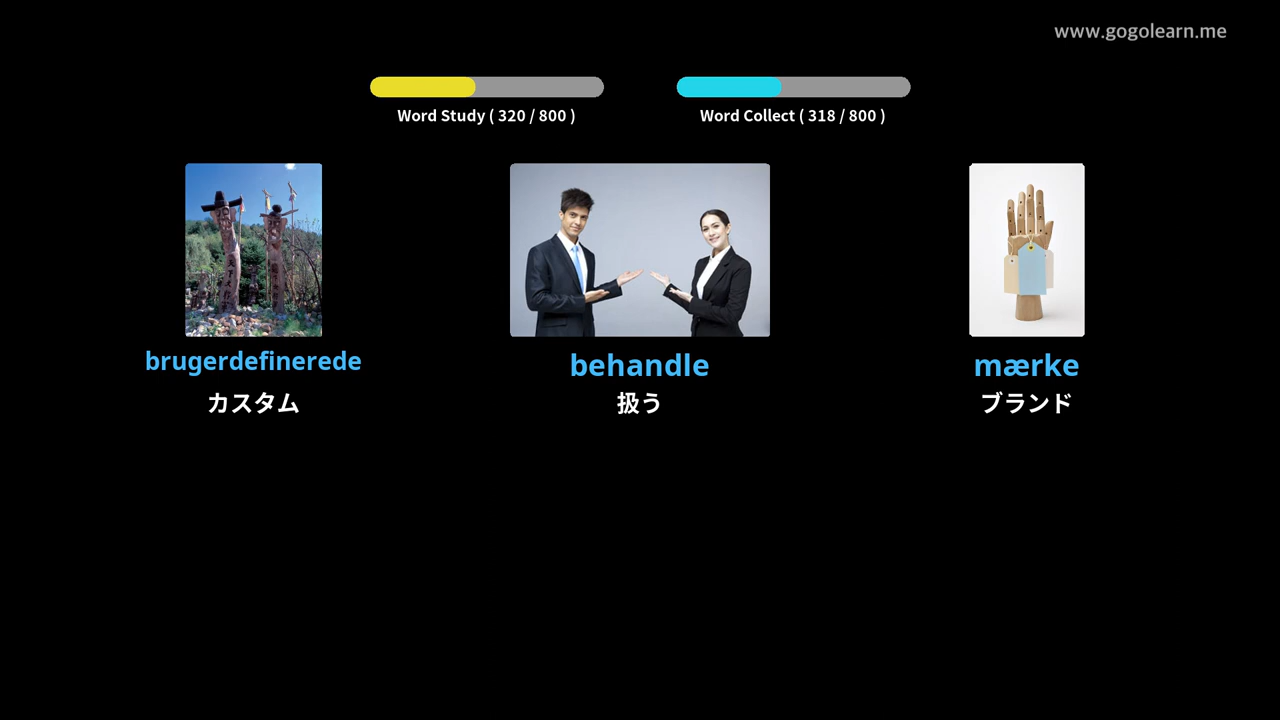 www.gogolearn.me
Word Study ( 320 / 800 )
Word Collect ( 318 / 800 )
brugerdefinerede
behandle
mærke
カスタム
扱う
ブランド